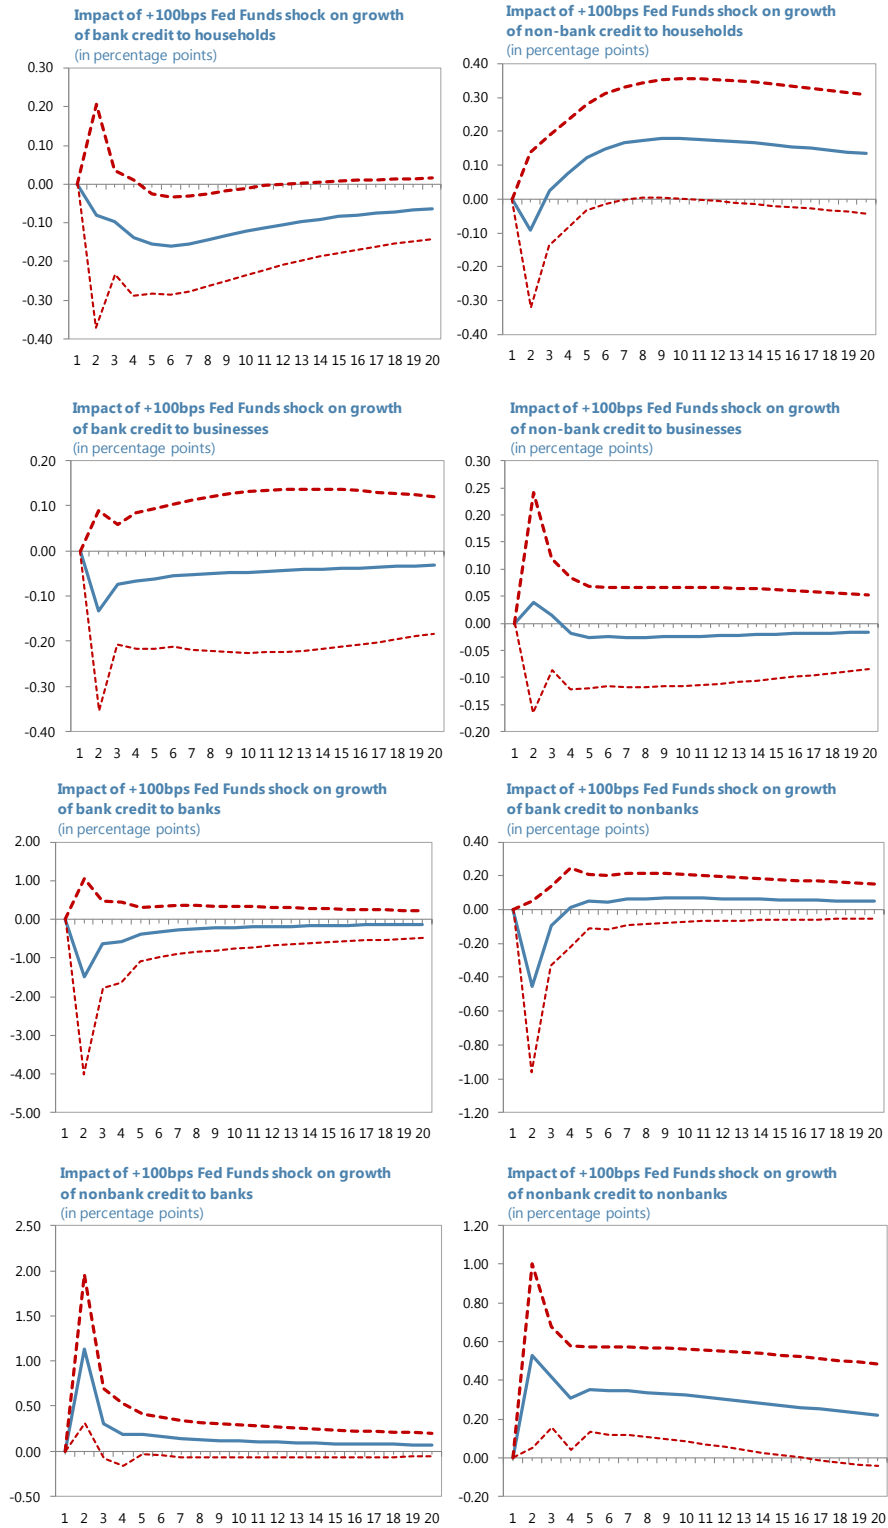 Impact of +100bps Fed Funds shock on growth
of bank credit to households
(in percentage points)
0.30
0.20
0.10
0.00
-0.10
-0.20
-0.30
-0.40
1 2 3 4 5 6 7 8 9 10 11 12 13 14 15 16 17 18 19 20
Impact of +100bps Fed Funds shock on growth
of non-bank credit to households
(in percentage points)
0.40
0.30
0.20
0.10
0.00
-0.10
-0.20
-0.30
-0.40
1 2 3 4 5 6 7 8 9 10 11 12 13 14 15 16 17 18 19 20
Impact of +100bps Fed Funds shock on growth
of bank credit to businesses
(in percentage points)
0.20
0.10
0.00
-0.10
-0.20
-0.30
-0.40
1 2 3 4 5 6 7 8 9 10 11 12 13 14 15 16 17 18 19 20
Impact of +100bps Fed Funds shock on growth
of non-bank credit to businesses
(in percentage points)
0.30
0.25
0.20
0.15
0.10
0.05
0.00
-0.05
-0.10
-0.15
-0.20
1 2 3 4 5 6 7 8 9 10 11 12 13 14 15 16 17 18 19 20
Impact of +100bps Fed Funds shock on growth
of bank credit to banks
(in percentage points)
2.00
1.00
0.00
-1.00
-2.00
-3.00
-4.00
-5.00
1 2 3 4 5 6 7 8 9 10 11 12 13 14 15 16 17 18 19 20
Impact of +100bps Fed Funds shock on growth
of bank credit to nonbanks
(in percentage points)
0.40
0.20
0.00
-0.20
-0.40
-0.60
-0.80
-1.00
-1.20
1 2 3 4 5 6 7 8 9 10 11 12 13 14 15 16 17 18 19 20
Impact of +100bps Fed Funds shock on growth
of nonbank credit to banks
(in percentage points)
2.50
2.00
1.50
1.00
0.50
0.00
-0.50
1 2 3 4 5 6 7 8 9 10 11 12 13 14 15 16 17 18 19 20
Impact of +100bps Fed Funds shock on growth
of nonbank credit to nonbanks
(in percentage points)
1.20
1.00
0.80
0.60
0.40
0.20
0.00
-0.20
1 2 3 4 5 6 7 8 9 10 11 12 13 14 15 16 17 18 19 20